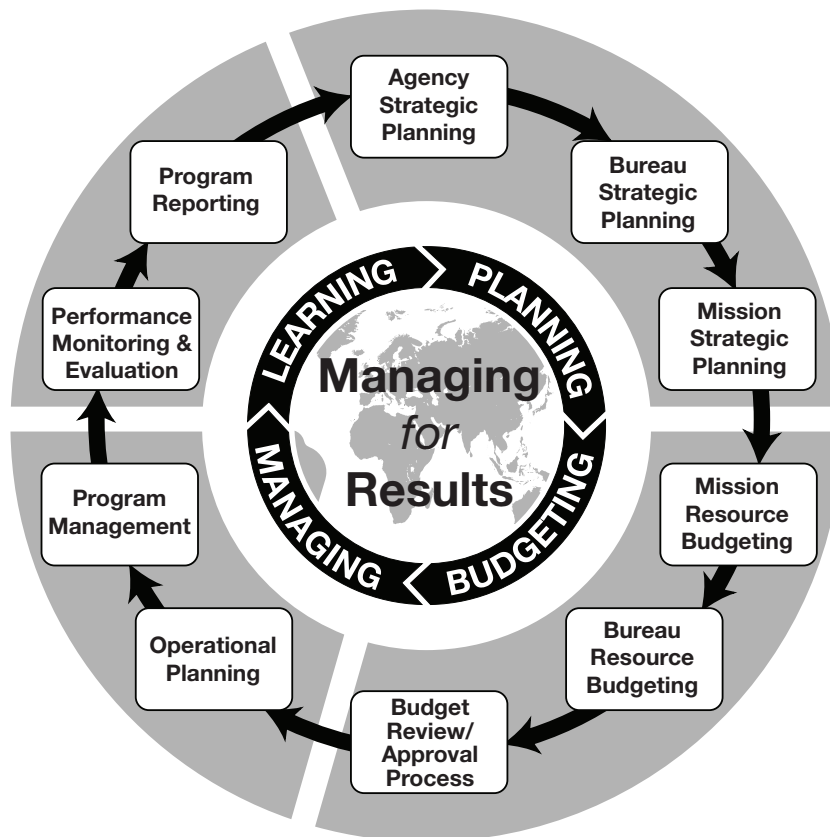 Agency
Strategic
Planning
Bureau
Strategic
Planning
Mission
Strategic
Planning
Mission
Resource
Budgeting
Bureau
Resource
Budgeting
Budget
Review/
Approval
Process
Operational
Planning
Program
Management
Performance
Monitoring &
Evaluation
Program
Reporting
LEARNING
PLANNING
BUDGETING
MANAGING
Managing
for
Results